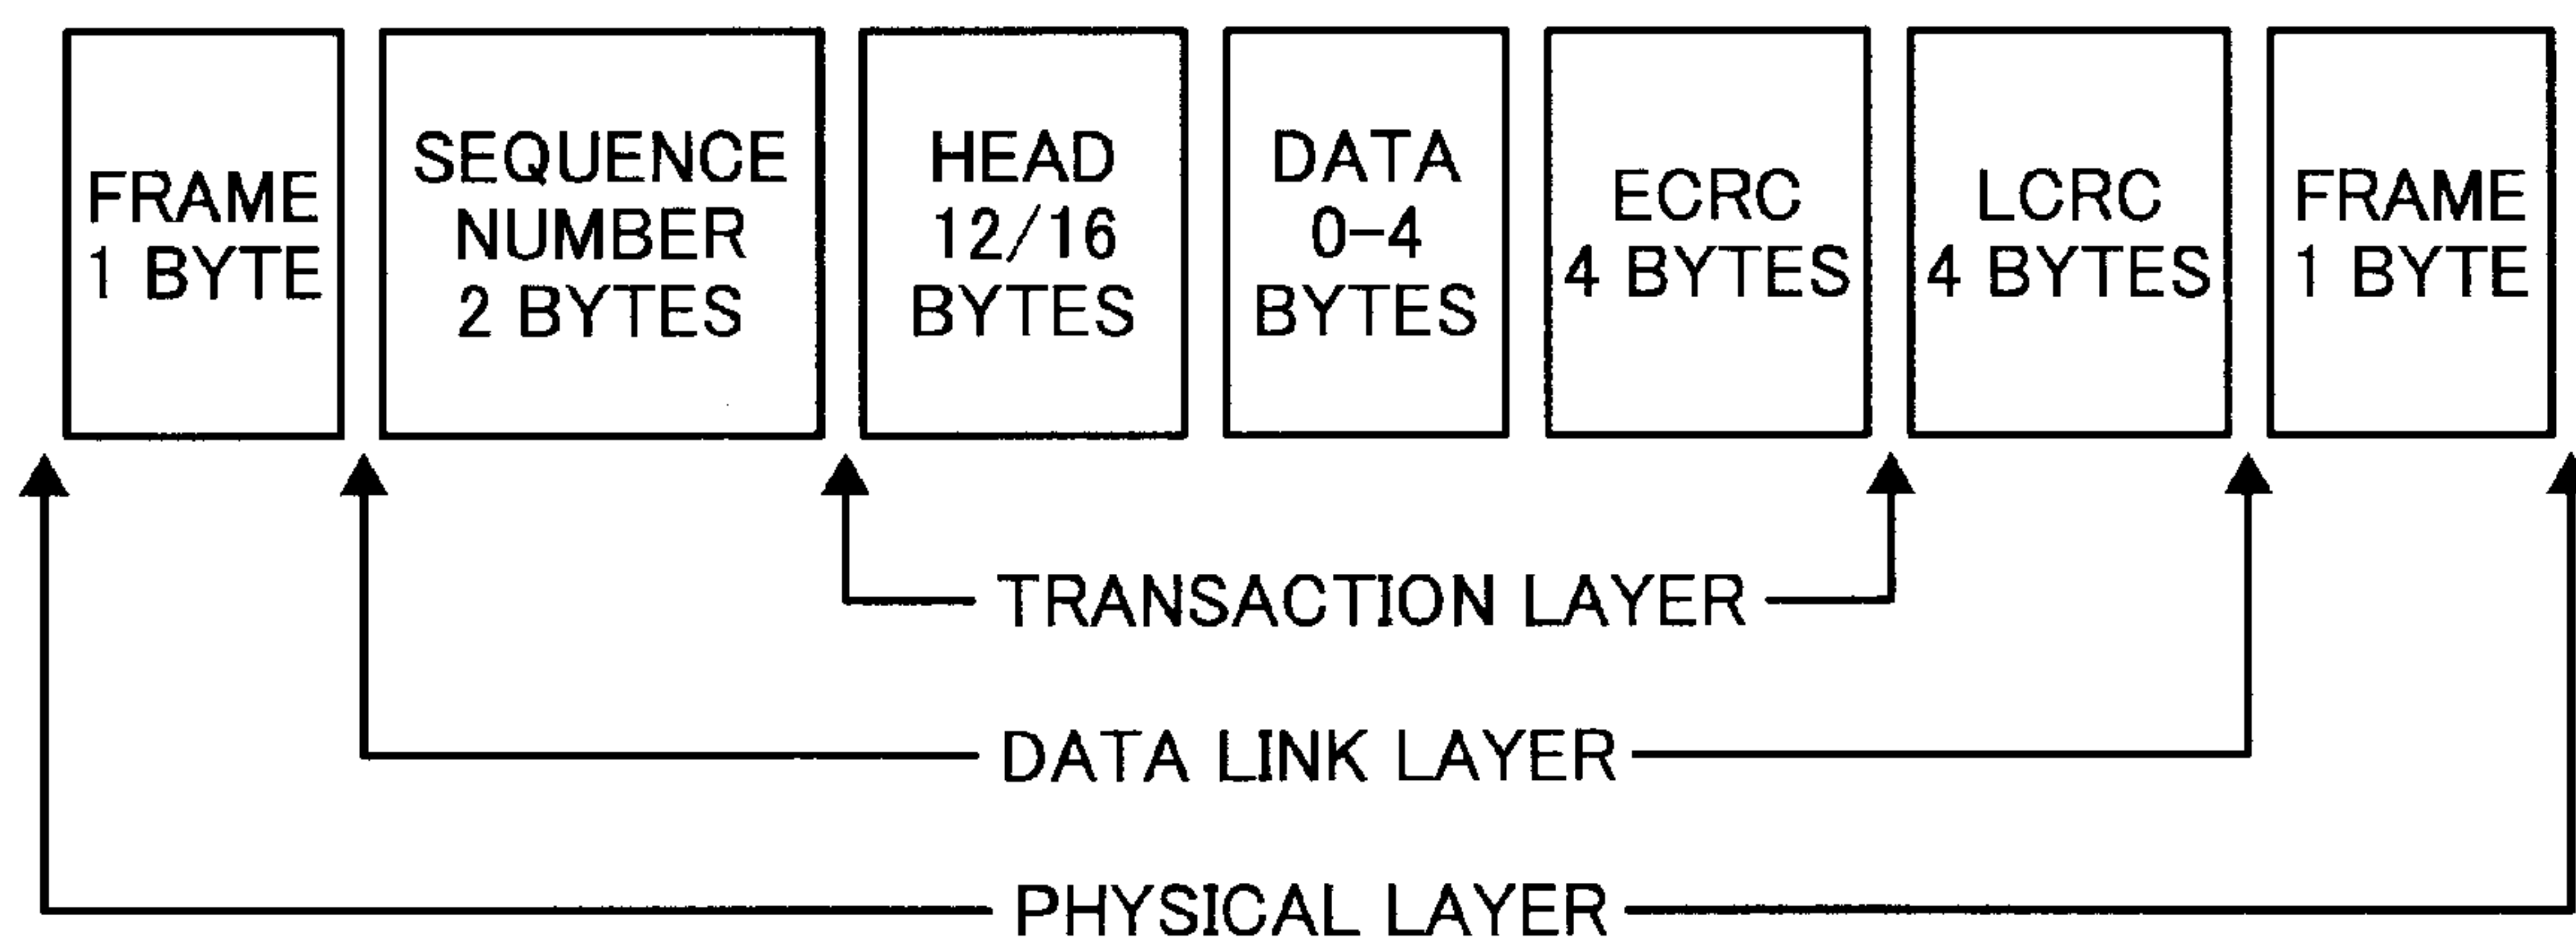 FRAME
1 BYTE
SEQUENCE
NUMBER
2 BYTES
HEAD
12/16
BYTES
DATA
0-4
BYTES
ECRC
4 BYTES
LCRC
4 BYTES
FRAME
1 BYTE
TRANSACTION LAYER
DATA LINK LAYER
PHYSICAL LAYER